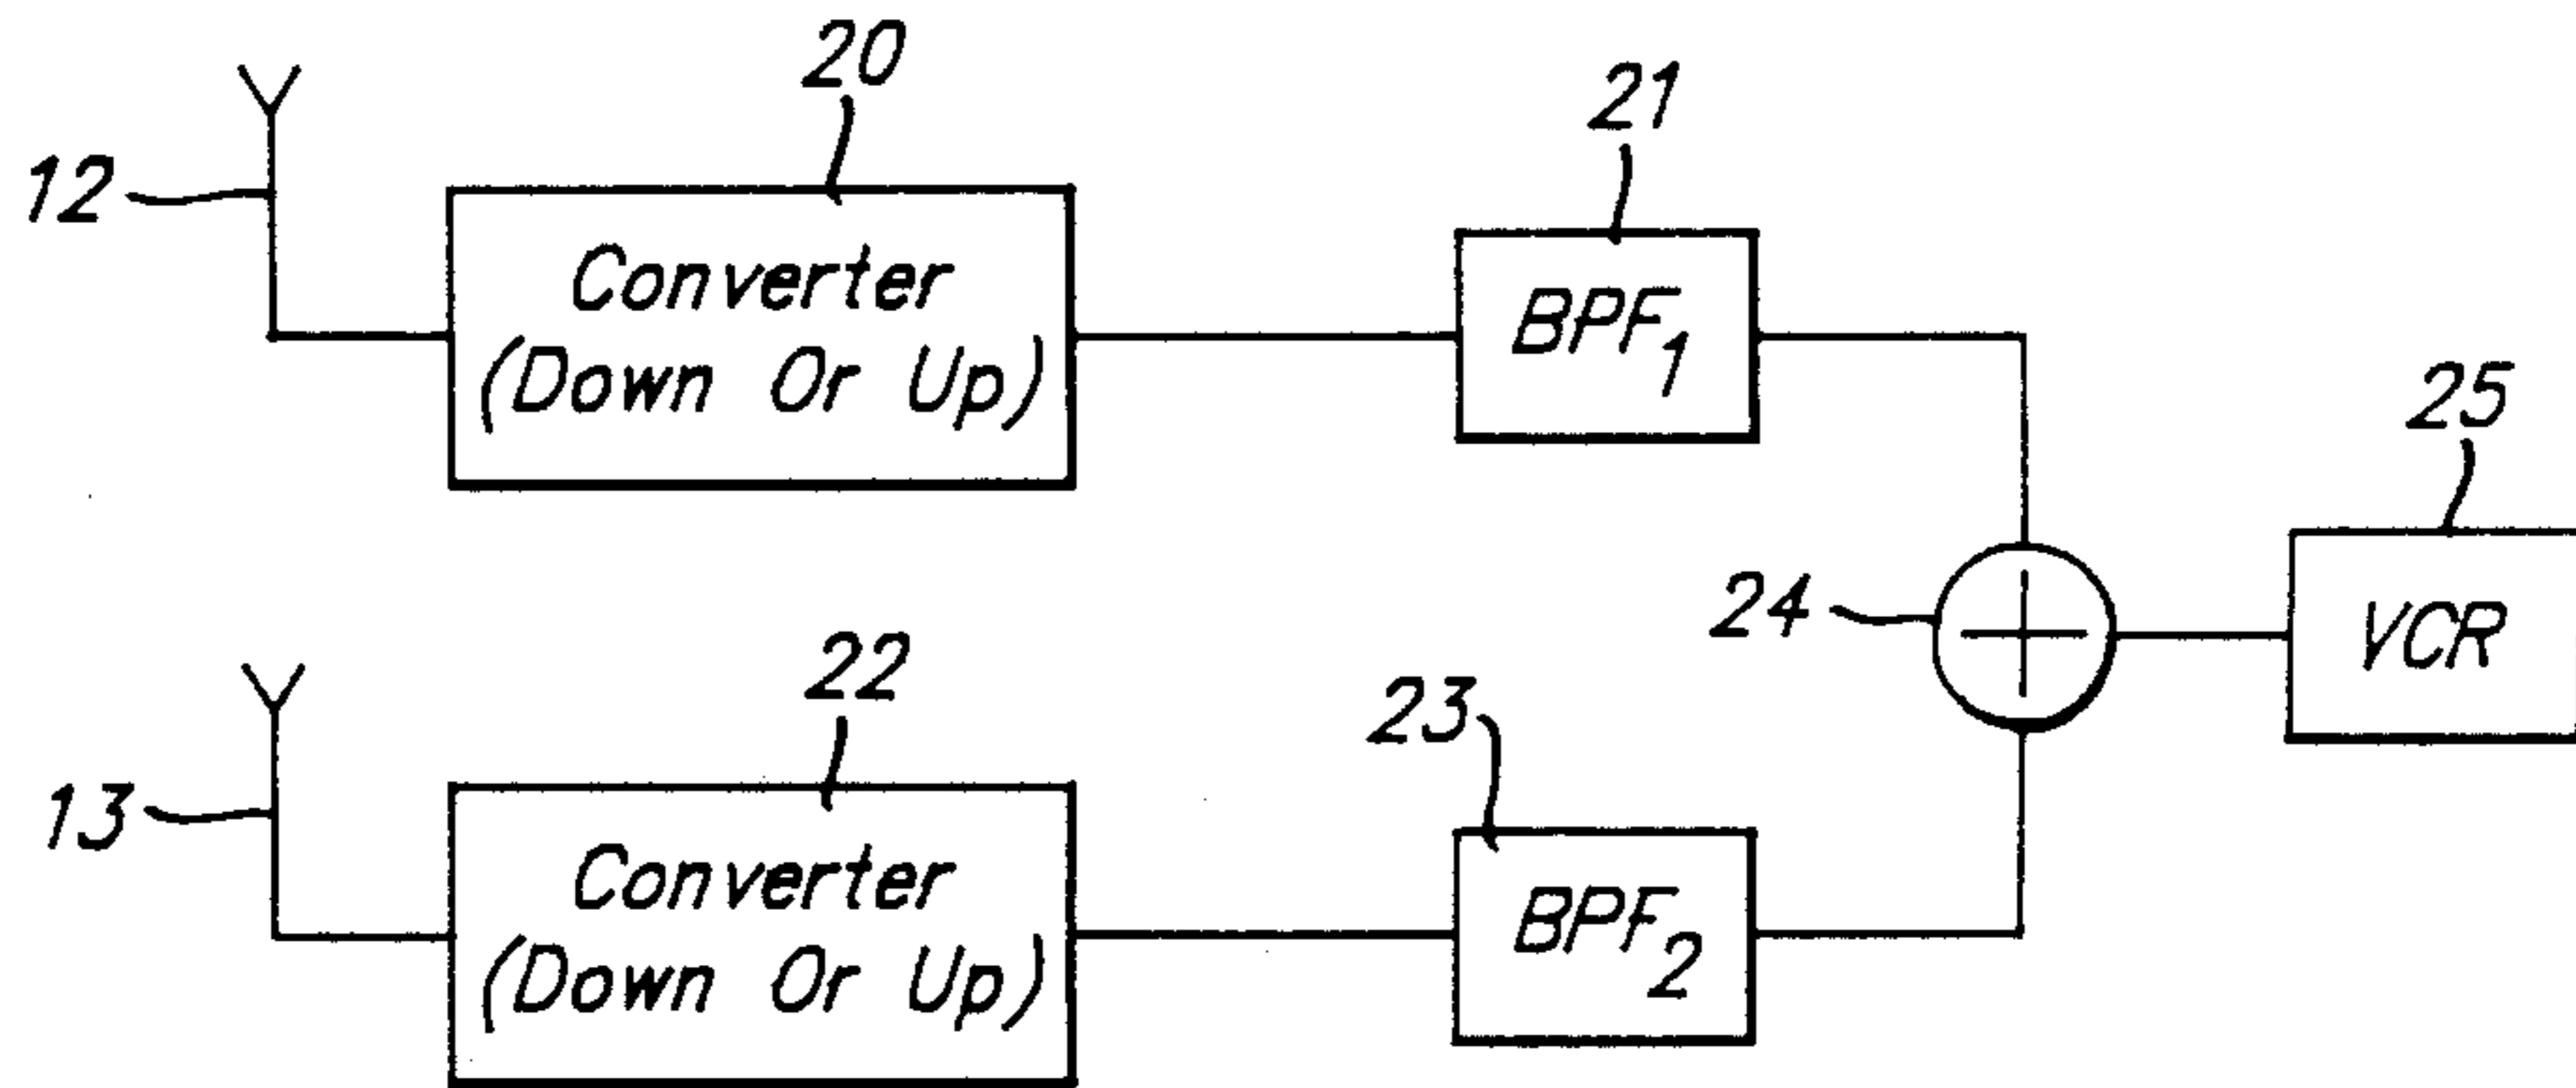 20
21
12
Converter
(Down Or Up)
BPF1
25
24
VCR
22
23
13
Converter
(Down Or Up)
BPF2